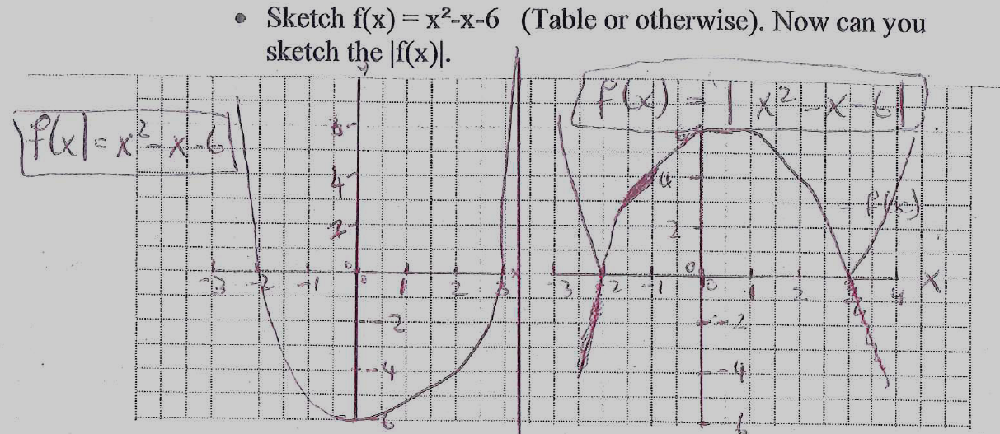 • Sketch f(x) = x²-x-6 (Table or otherwise). Now can you
sketch the |f(x)|.
y
f(x) = x² - x - 6
f(x) = | x² - x - 6 |
6
4
2
0
-3 -2 -1 0 1 2 3 x
-2
-4
-6
6
4
2
0
-3 -2 -1 0 1 2 3 4 x
-2
-4
-6
- f(x)